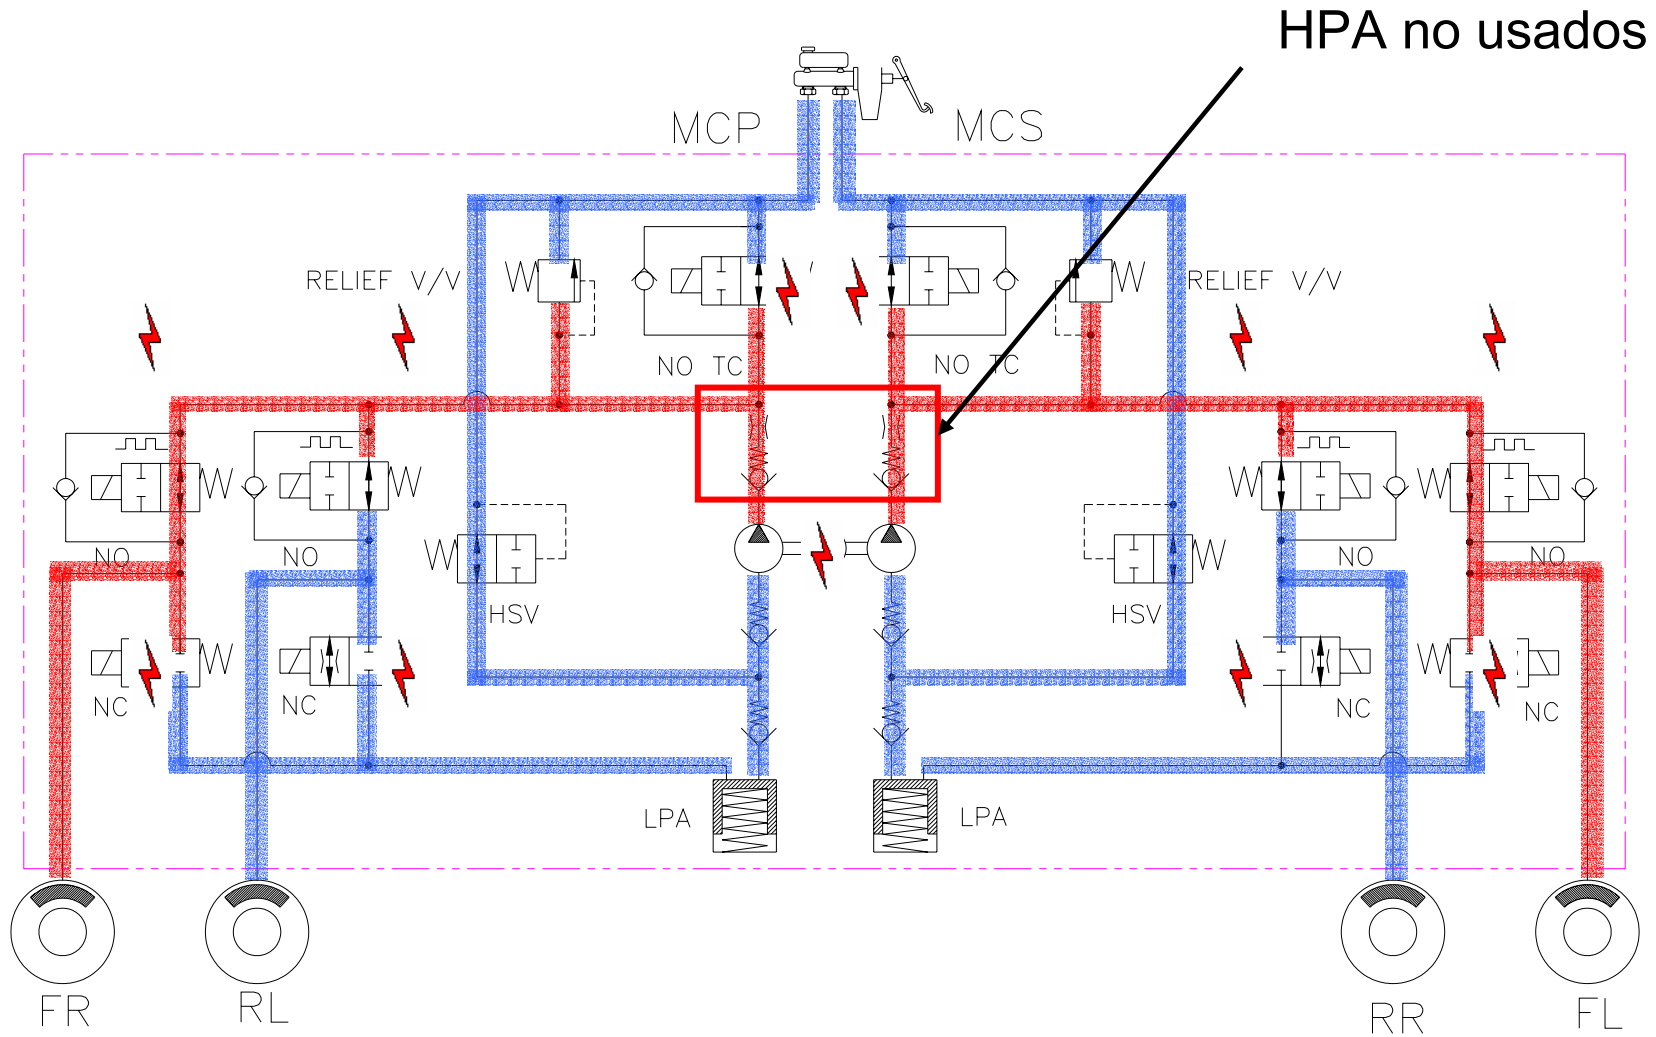 HPA no usados
MCP
MCS
RELIEF V/V
RELIEF V/V
NO TC
NO TC
NO
NO
NO
NO
HSV
HSV
NC
NC
NC
NC
LPA
LPA
FR
RL
RR
FL